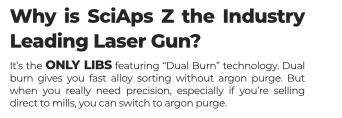 Why is SciAps Z the Industry
Leading Laser Gun?
It's the ONLY LIBS featuring "Dual Burn" technology. Dual
burn gives you fast alloy sorting without argon purge. But
when you really need precision, especially if you're selling
direct to mills, you can switch to argon purge.